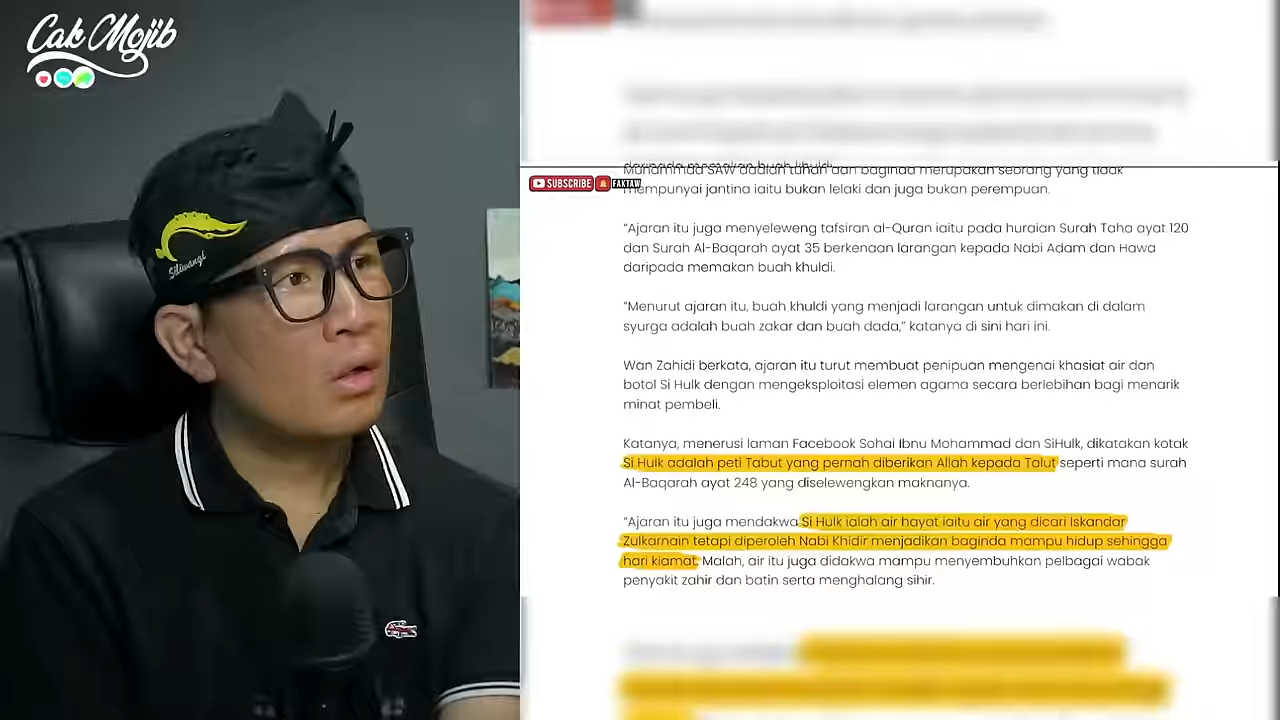 Cak Mojib
Siliwangi
SUBSCRIBE
FAKTAW
daripada memakan buah khuldi.
Muhammad SAW adalah tuhan dan baginda merupakan seorang yang tidak
mempunyai jantina iaitu bukan lelaki dan juga bukan perempuan.
“Ajaran itu juga menyeleweng tafsiran al-Quran iaitu pada huraian Surah Taha ayat 120
dan Surah Al-Baqarah ayat 35 berkenaan larangan kepada Nabi Adam dan Hawa
daripada memakan buah khuldi.
“Menurut ajaran itu, buah khuldi yang menjadi larangan untuk dimakan di dalam
syurga adalah buah zakar dan buah dada,” katanya di sini hari ini.
Wan Zahidi berkata, ajaran itu turut membuat penipuan mengenai khasiat air dan
botol Si Hulk dengan mengeksploitasi elemen agama secara berlebihan bagi menarik
minat pembeli.
Katanya, menerusi laman Facebook Sohai Ibnu Mohammad dan SiHulk, dikatakan kotak
Si Hulk adalah peti Tabut yang pernah diberikan Allah kepada Talut seperti mana surah
Al-Baqarah ayat 248 yang diselewengkan maknanya.
“Ajaran itu juga mendakwa Si Hulk ialah air hayat iaitu air yang dicari Iskandar
Zulkarnain tetapi diperoleh Nabi Khidir menjadikan baginda mampu hidup sehingga
hari kiamat. Malah, air itu juga didakwa mampu menyembuhkan pelbagai wabak
penyakit zahir dan batin serta menghalang sihir.